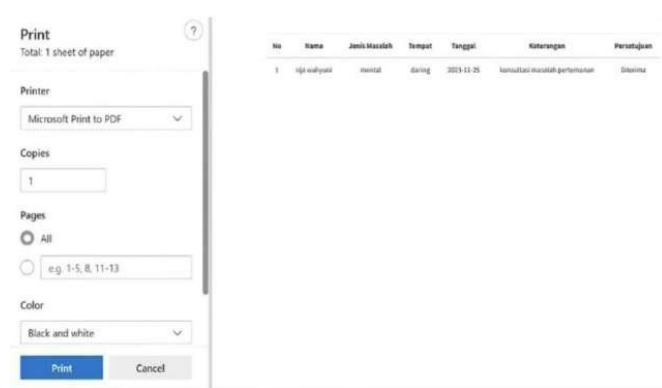 Print
?
Total: 1 sheet of paper
Printer
Microsoft Print to PDF
Copies
1
Pages
All
e.g. 1-5, 8, 11-13
Color
Black and white
Print Cancel
No Nama Jenis Masalah Tempat Tanggal Keterangan Persetujuan
1 wahyuni mental daring 2023-11-25 konsultasi masalah pertemanan Diterima